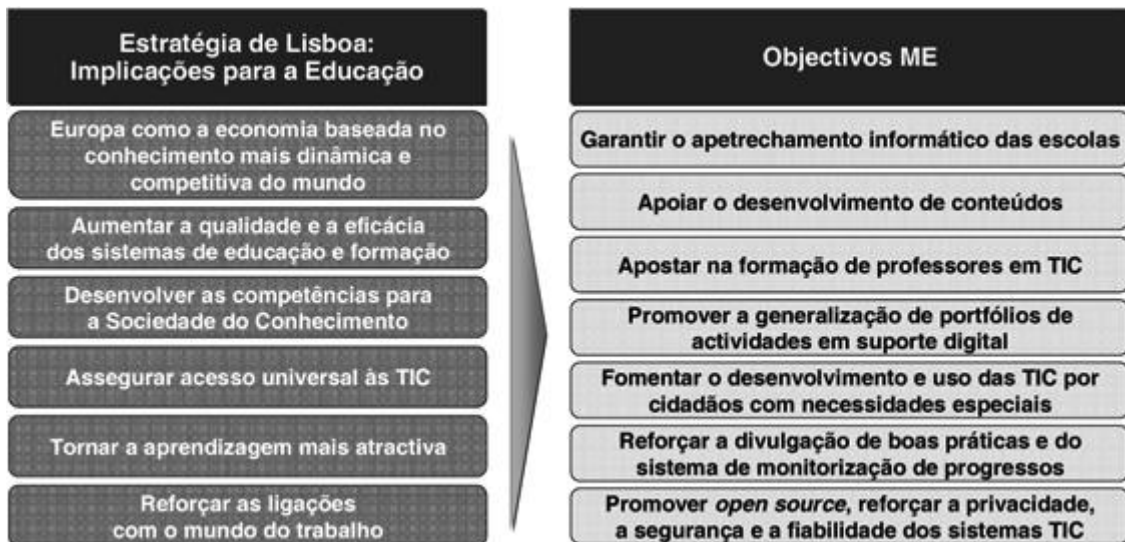 Estratégia de Lisboa:
Implicações para a Educação
Europa como a economia baseada no
conhecimento mais dinâmica e
competitiva do mundo
Aumentar a qualidade e a eficácia
dos sistemas de educação e formação
Desenvolver as competências para
a Sociedade do Conhecimento
Assegurar acesso universal às TIC
Tornar a aprendizagem mais atractiva
Reforçar as ligações
com o mundo do trabalho
Objectivos ME
Garantir o apetrechamento informático das escolas
Apoiar o desenvolvimento de conteúdos
Apostar na formação de professores em TIC
Promover a generalização de portfólios de
actividades em suporte digital
Fomentar o desenvolvimento e uso das TIC por
cidadãos com necessidades especiais
Reforçar a divulgação de boas práticas e do
sistema de monitorização de progressos
Promover open source, reforçar a privacidade,
a segurança e a fiabilidade dos sistemas TIC